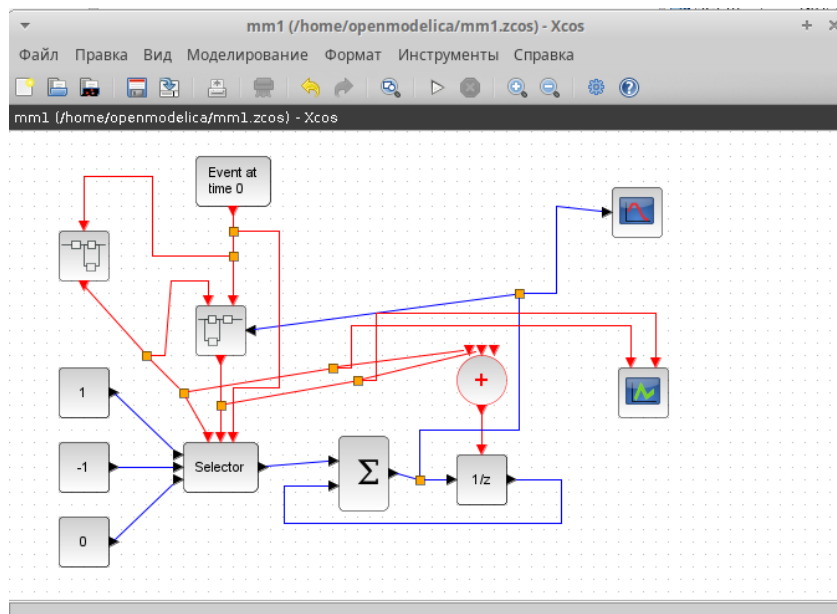 mm1 (/home/openmodelica/mm1.zcos) - Xcos
Файл Правка Вид Моделирование Формат Инструменты Справка
mm1 (/home/openmodelica/mm1.zcos) - Xcos
Event at
time 0
1
-1
0
Selector
Σ
+
1/z